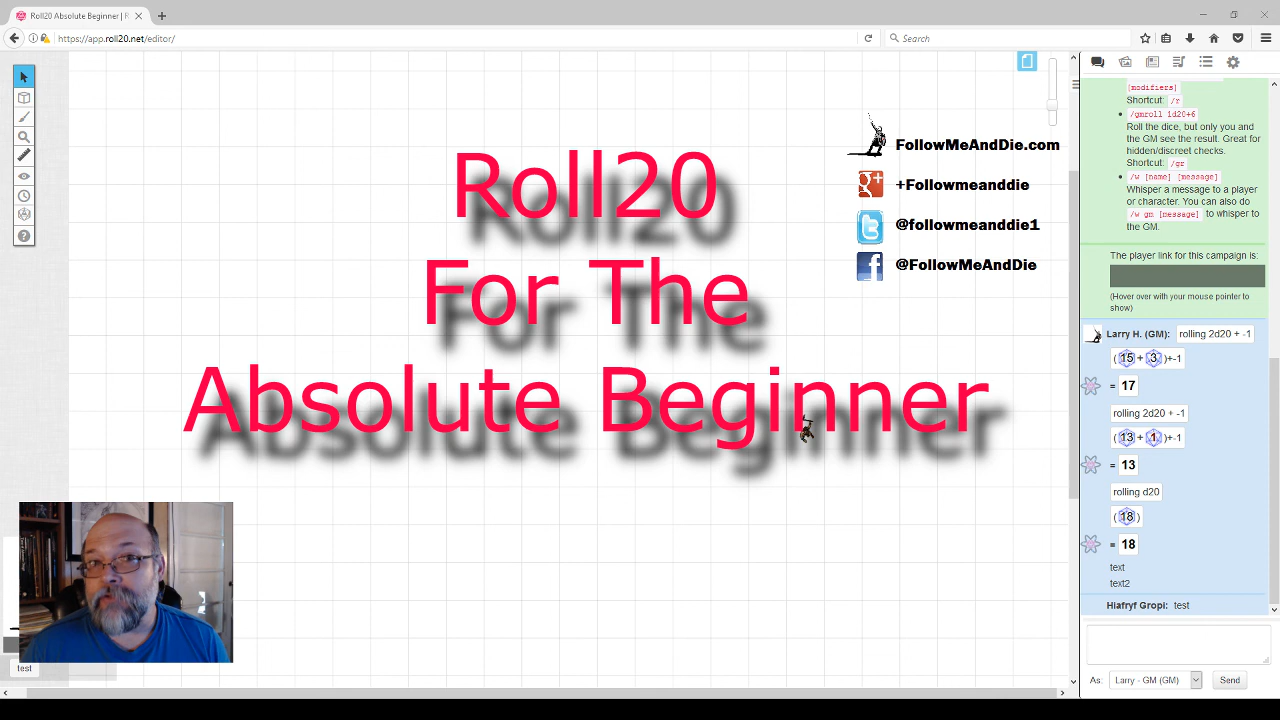 Roll20 Absolute Beginner | R
https://app.roll20.net/editor/
Search
Roll20
For The
Absolute Beginner
FollowMeAndDie.com
+Followmeanddie
@followmeanddie1
@FollowMeAndDie
[modifiers]
Shortcut: /r
/gmroll 1d20+6
Roll the dice, but only you and
the GM see the result. Great for
hidden/discreet checks.
Shortcut: /gr
/w [name] [message]
Whisper a message to a player
or character. You can also do
/w gm [message] to whisper to
the GM.
The player link for this campaign is:
(Hover over with your mouse pointer to
show)
Larry H. (GM): rolling 2d20 + -1
(15+3)+-1
= 17
rolling 2d20 + -1
(13+1)+-1
= 13
rolling d20
(18)
= 18
text
text2
Hiafryf Gropi: test
As: Larry - GM (GM) Send
test